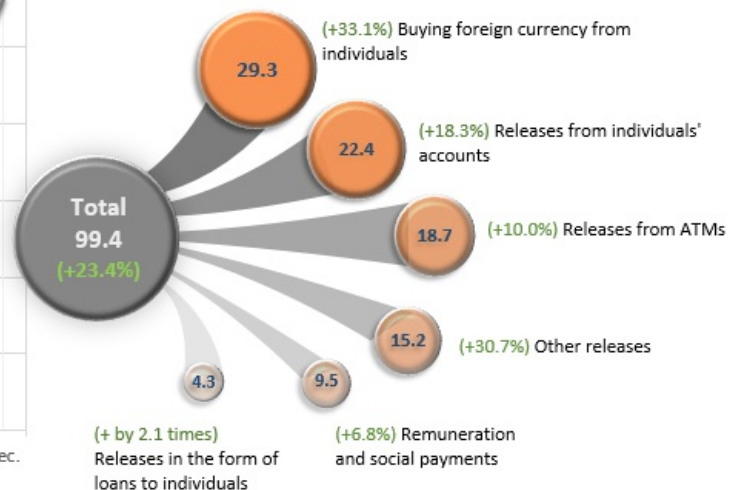 (+33.1%) Buying foreign currency from
individuals
29.3
(+18.3%) Releases from individuals'
accounts
22.4
Total
99.4
(+23.4%)
18.7
(+10.0%) Releases from ATMs
15.2
(+30.7%) Other releases
4.3
9.5
(+ by 2.1 times)
Releases in the form of
loans to individuals
(+6.8%) Remuneration
and social payments
ec.